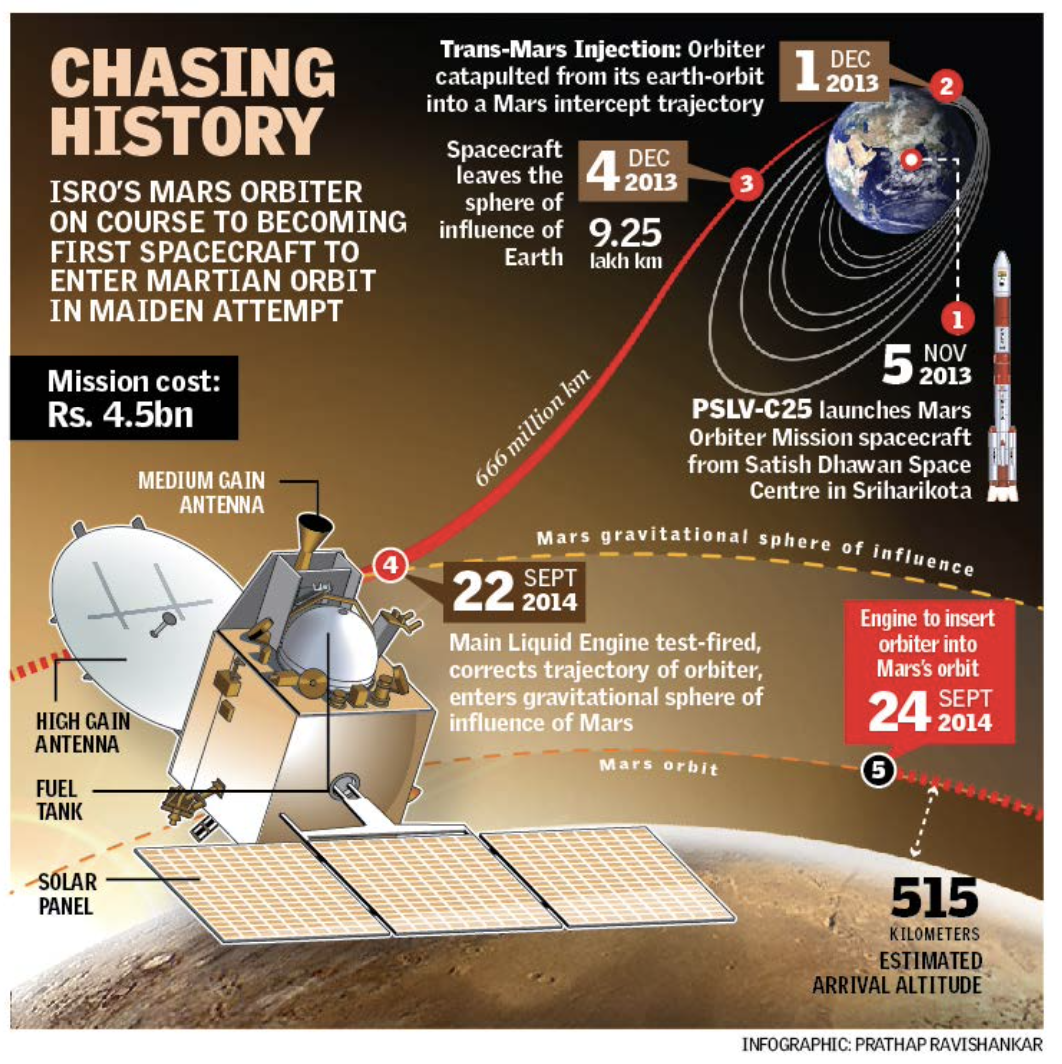 CHASING
HISTORY
ISRO'S MARS ORBITER
ON COURSE TO BECOMING
FIRST SPACECRAFT TO
ENTER MARTIAN ORBIT
IN MAIDEN ATTEMPT
Mission cost:
Rs. 4.5bn
Trans-Mars Injection: Orbiter
catapulted from its earth-orbit
into a Mars intercept trajectory
1 DEC
2013
2
Spacecraft
leaves the
sphere of
influence of
Earth
4 DEC
2013
9.25
lakh km
3
1
5 NOV
2013
PSLV-C25 launches Mars
Orbiter Mission spacecraft
from Satish Dhawan Space
Centre in Sriharikota
666 million km
MEDIUM GAIN
ANTENNA
4
Mars gravitational sphere of influence
22 SEPT
2014
Main Liquid Engine test-fired,
corrects trajectory of orbiter,
enters gravitational sphere of
influence of Mars
Engine to insert
orbiter into
Mars's orbit
24 SEPT
2014
HIGH GAIN
ANTENNA
Mars orbit
5
FUEL
TANK
SOLAR
PANEL
515
KILOMETERS
ESTIMATED
ARRIVAL ALTITUDE
INFOGRAPHIC: PRATHAP RAVISHANKAR